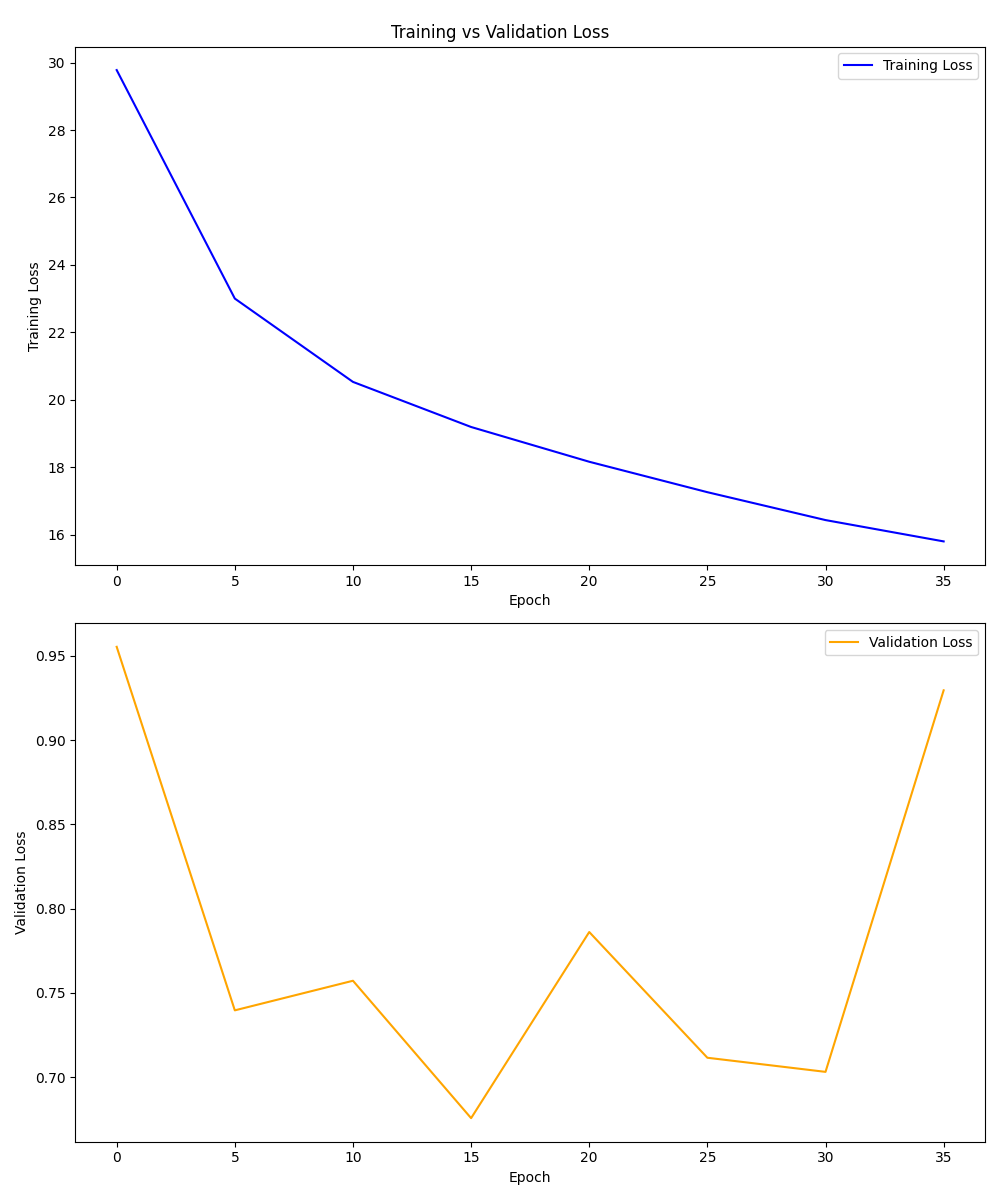 Training vs Validation Loss
Training Loss
30
28
26
24
22
20
18
16
Training Loss
0 5 10 15 20 25 30 35
Epoch
Validation Loss
0.95
0.90
0.85
0.80
0.75
0.70
Validation Loss
0 5 10 15 20 25 30 35
Epoch